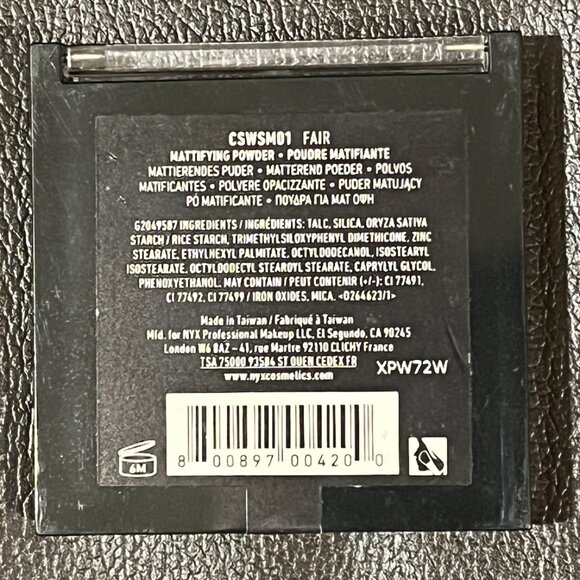 CSWSM01 FAIR
MATTIFYING POWDER • POUDRE MATIFIANTE
MATTIERENDES PUDER • MATTEREND POEDER • POLVOS
MATIFICANTES • POLVERE OPACIZZANTE • PUDER MATUJĄCY
PÓ MATIFICANTE • ΠΟΥΔΡΑ ΓΙΑ ΜΑΤ ΟΨΗ
G2049587 INGREDIENTS / INGRÉDIENTS: TALC, SILICA, ORYZA SATIVA
STARCH / RICE STARCH, TRIMETHYLSILOXYPHENYL DIMETHICONE, ZINC
STEARATE, ETHYLHEXYL PALMITATE, OCTYLDODECANOL, ISOSTEARYL
ISOSTEARATE, OCTYLDODECTL STEAROYL STEARATE, CAPRYLYL GLYCOL,
PHENOXYETHANOL; MAY CONTAIN / PEUT CONTENIR (+/-): CI 77491,
CI 77492, CI 77499 / IRON OXIDES, MICA. <D264623/1>
Made in Taiwan / Fabriqué à Taiwan
Mfd. for NYX Professional Makeup LLC, El Segundo, CA 90245
London W6 8AZ - 41, rue Martre 92110 CLICHY France
TSA 75000 93584 ST OUEN CEDEX FR
www.nyxcosmetics.com
XPW72W
6M
8 00897 00420 0